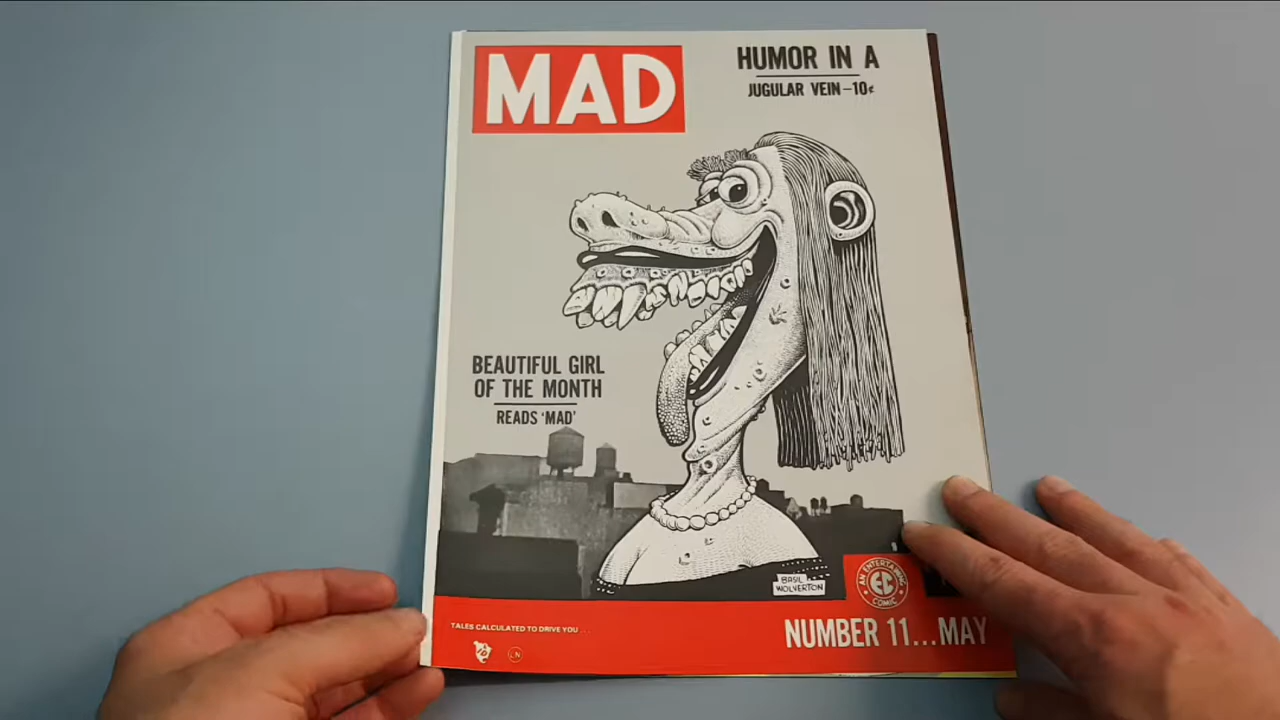 MAD
HUMOR IN A
JUGULAR VEIN – 10¢
BEAUTIFUL GIRL
OF THE MONTH
READS 'MAD'
BASIL
WOLVERTON
AN ENTERTAINING
EC
COMIC
TALES CALCULATED TO DRIVE YOU . . .
NUMBER 11...MAY
LN